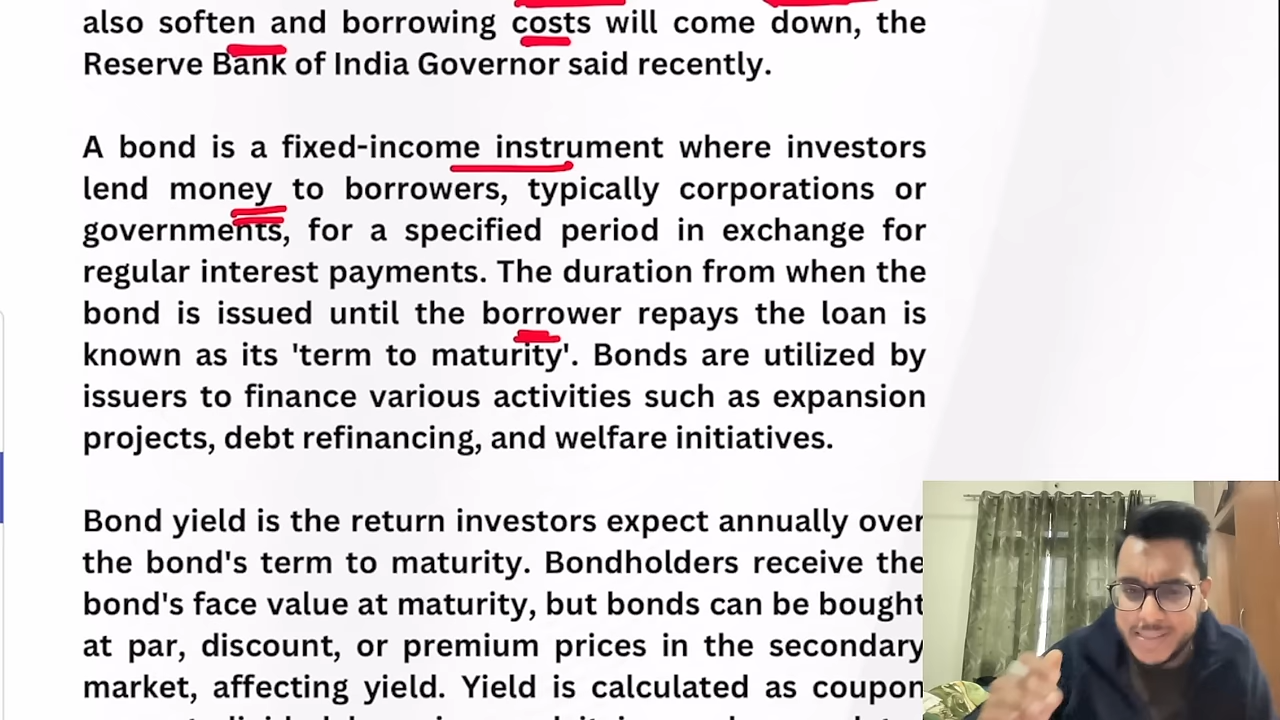 also soften and borrowing costs will come down, the
Reserve Bank of India Governor said recently.
A bond is a fixed-income instrument where investors
lend money to borrowers, typically corporations or
governments, for a specified period in exchange for
regular interest payments. The duration from when the
bond is issued until the borrower repays the loan is
known as its 'term to maturity'. Bonds are utilized by
issuers to finance various activities such as expansion
projects, debt refinancing, and welfare initiatives.
Bond yield is the return investors expect annually over
the bond's term to maturity. Bondholders receive the
bond's face value at maturity, but bonds can be bought
at par, discount, or premium prices in the secondary
market, affecting yield. Yield is calculated as coupon